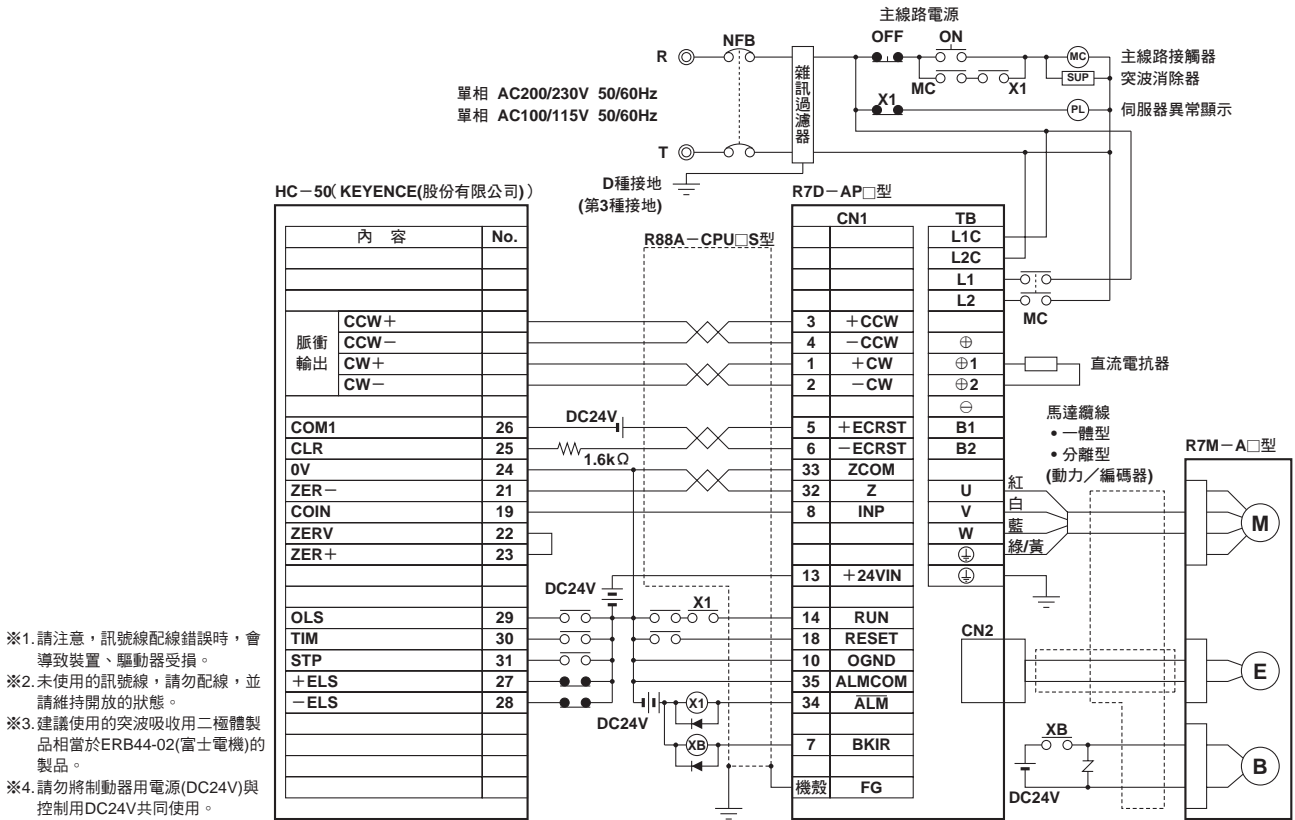 主線路電源
OFF ON
NFB
R
雜訊過濾器
MC 主線路接觸器
SUP 突波消除器
MC X1
X1
PL 伺服器異常顯示
單相 AC200/230V 50/60Hz
單相 AC100/115V 50/60Hz
T
D種接地
(第3種接地)
HC－50（KEYENCE(股份有限公司)）
內 容 No.
脈衝輸出
CCW＋
CCW－
CW＋
CW－
COM1 26
CLR 25
0V 24
ZER－ 21
COIN 19
ZERV 22
ZER＋ 23
OLS 29
TIM 30
STP 31
＋ELS 27
－ELS 28
R88A－CPU□S型
DC24V
1.6kΩ
DC24V
X1
X1
DC24V
XB
R7D－AP□型
CN1 TB
L1C
L2C
L1
L2
MC
3 ＋CCW
4 －CCW ⊕
1 ＋CW ⊕1
2 －CW ⊕2
⊖
直流電抗器
5 ＋ECRST B1
6 －ECRST B2
33 ZCOM
32 Z U
8 INP V
W
紅
白
藍
綠/黃
13 ＋24VIN
14 RUN
18 RESET
10 OGND
35 ALMCOM
34 ALM
7 BKIR
機殼 FG
CN2
馬達纜線
•一體型
•分離型
(動力／編碼器)
R7M－A□型
M
E
XB
B
DC24V
※1.請注意，訊號線配線錯誤時，會
導致裝置、驅動器受損。
※2.未使用的訊號線，請勿配線，並
請維持開放的狀態。
※3.建議使用的突波吸收用二極體製
品相當於ERB44-02(富士電機)的
製品。
※4.請勿將制動器用電源(DC24V)與
控制用DC24V共同使用。